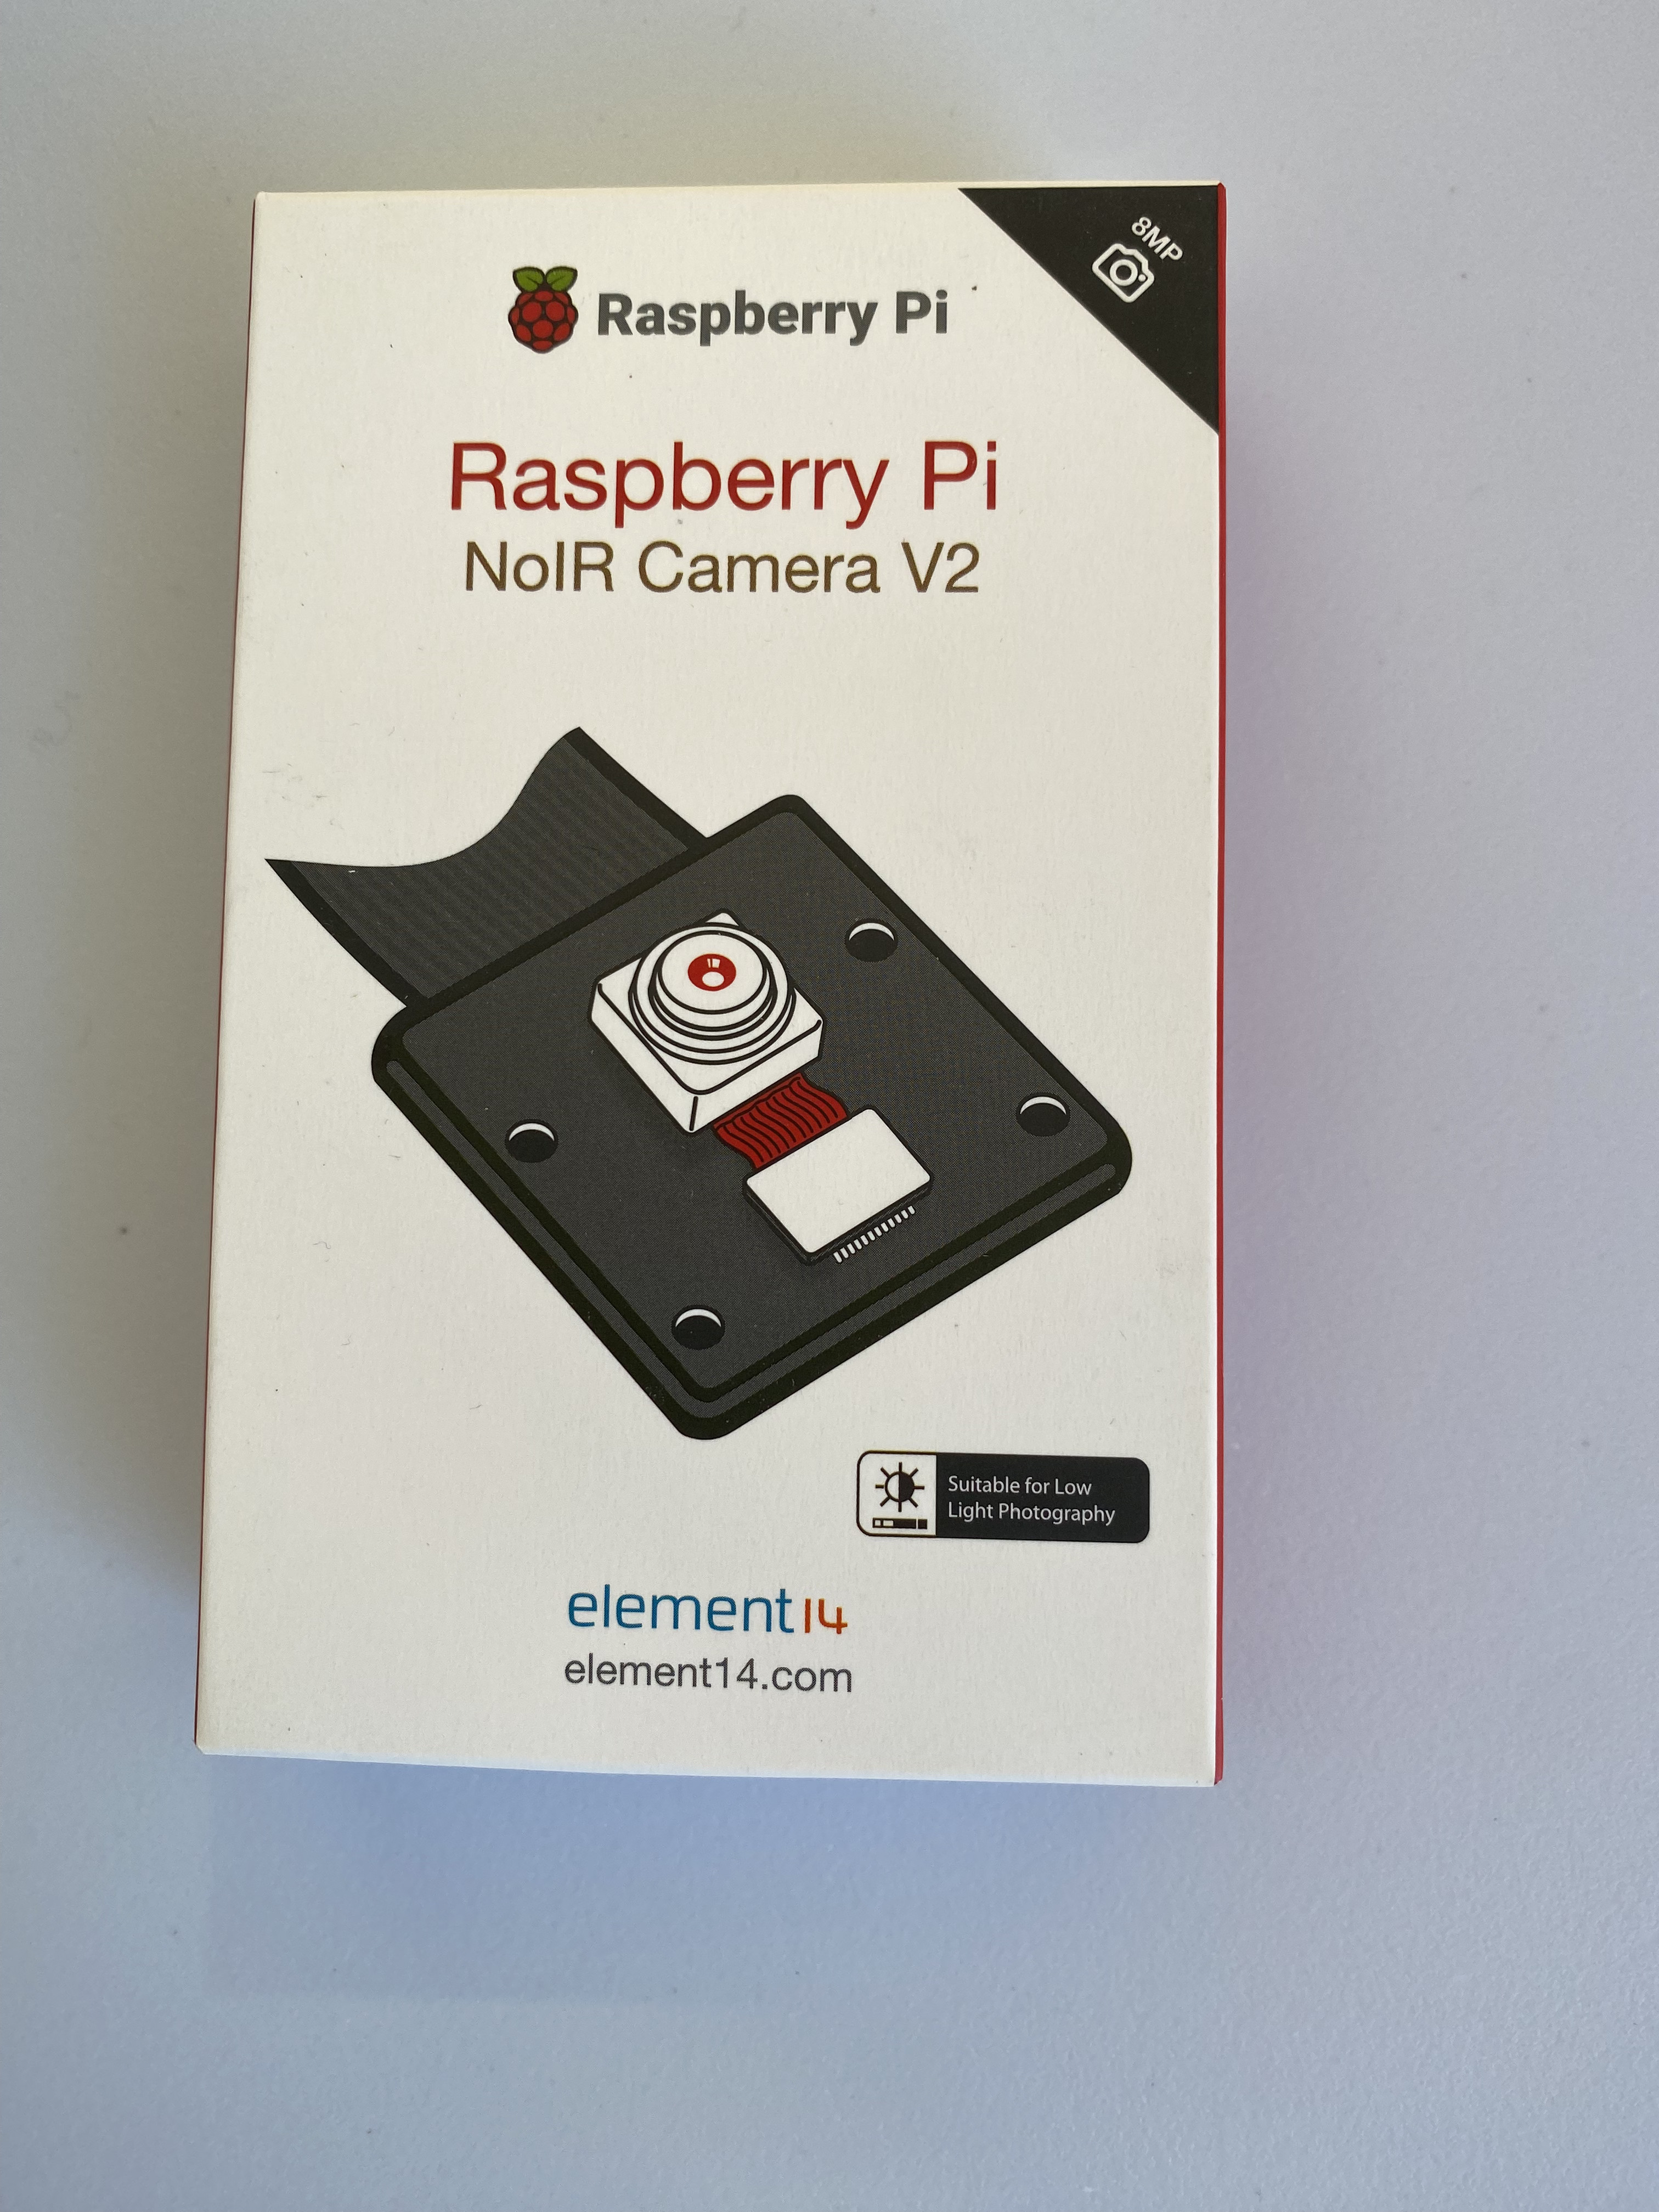 8MP
Raspberry Pi
Raspberry Pi
NoIR Camera V2
Suitable for Low
Light Photography
element14
element14.com